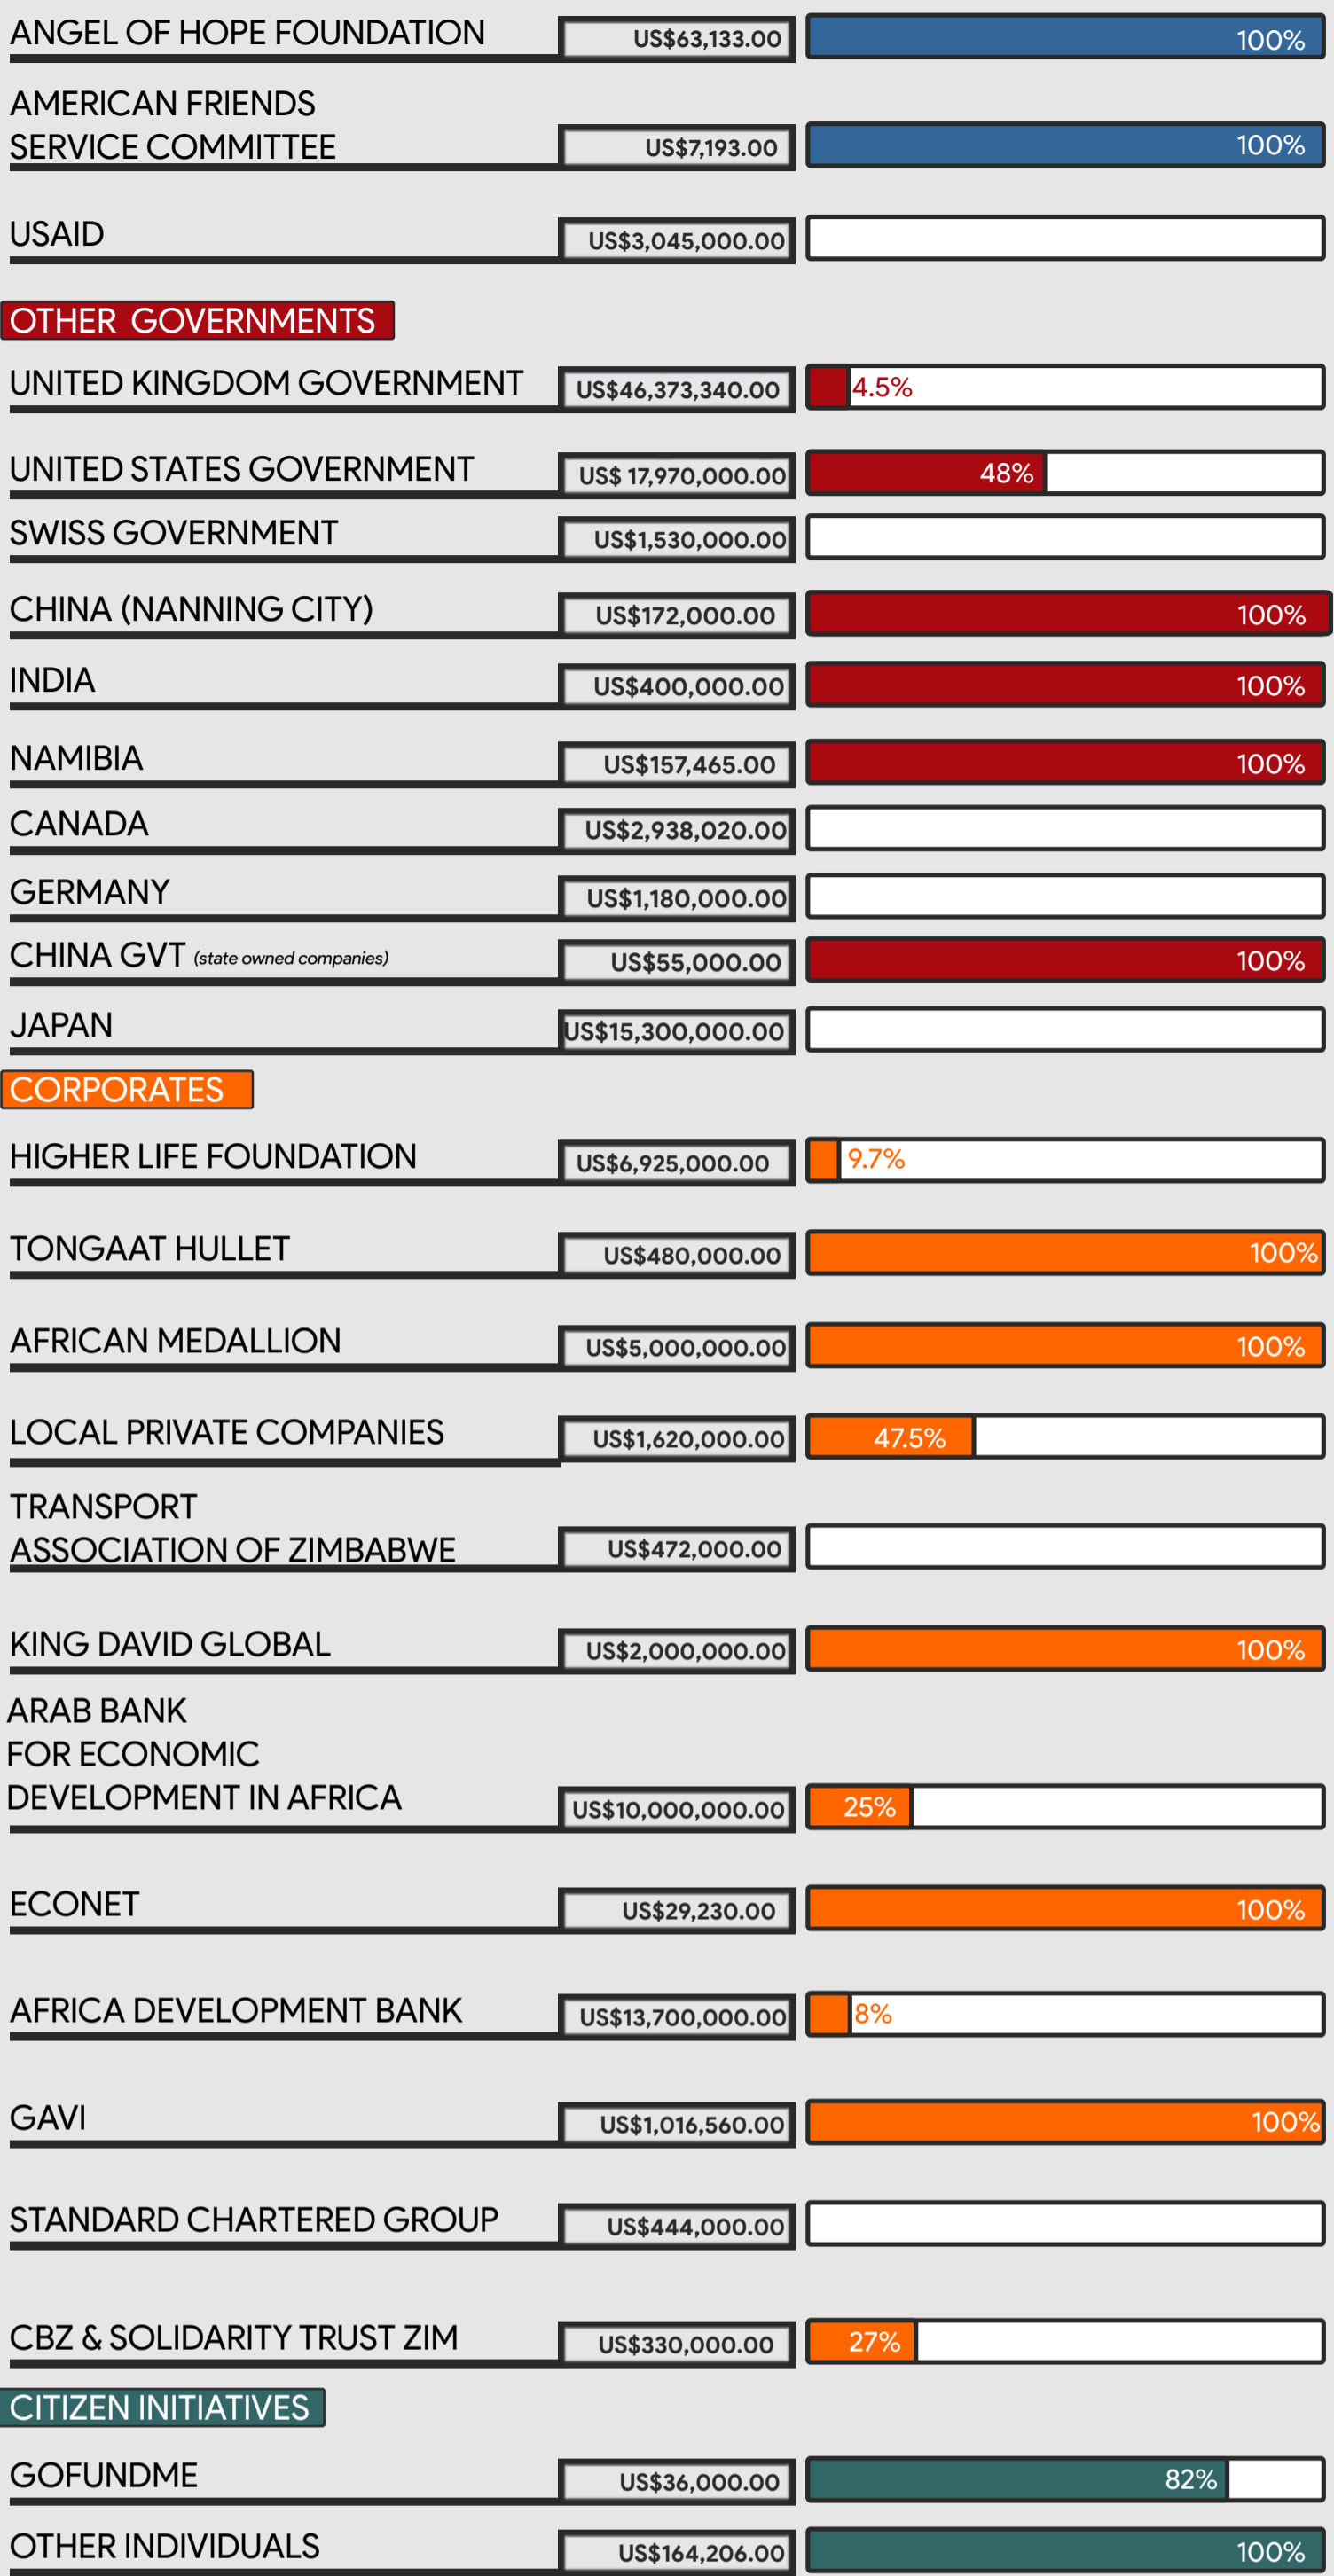 ANGEL OF HOPE FOUNDATION US$63,133.00 100%
AMERICAN FRIENDS
SERVICE COMMITTEE US$7,193.00 100%
USAID US$3,045,000.00
OTHER GOVERNMENTS
UNITED KINGDOM GOVERNMENT US$46,373,340.00 4.5%
UNITED STATES GOVERNMENT US$ 17,970,000.00 48%
SWISS GOVERNMENT US$1,530,000.00
CHINA (NANNING CITY) US$172,000.00 100%
INDIA US$400,000.00 100%
NAMIBIA US$157,465.00 100%
CANADA US$2,938,020.00
GERMANY US$1,180,000.00
CHINA GVT (state owned companies) US$55,000.00 100%
JAPAN US$15,300,000.00
CORPORATES
HIGHER LIFE FOUNDATION US$6,925,000.00 9.7%
TONGAAT HULLET US$480,000.00 100%
AFRICAN MEDALLION US$5,000,000.00 100%
LOCAL PRIVATE COMPANIES US$1,620,000.00 47.5%
TRANSPORT
ASSOCIATION OF ZIMBABWE US$472,000.00
KING DAVID GLOBAL US$2,000,000.00 100%
ARAB BANK
FOR ECONOMIC
DEVELOPMENT IN AFRICA US$10,000,000.00 25%
ECONET US$29,230.00 100%
AFRICA DEVELOPMENT BANK US$13,700,000.00 8%
GAVI US$1,016,560.00 100%
STANDARD CHARTERED GROUP US$444,000.00
CBZ & SOLIDARITY TRUST ZIM US$330,000.00 27%
CITIZEN INITIATIVES
GOFUNDME US$36,000.00 82%
OTHER INDIVIDUALS US$164,206.00 100%